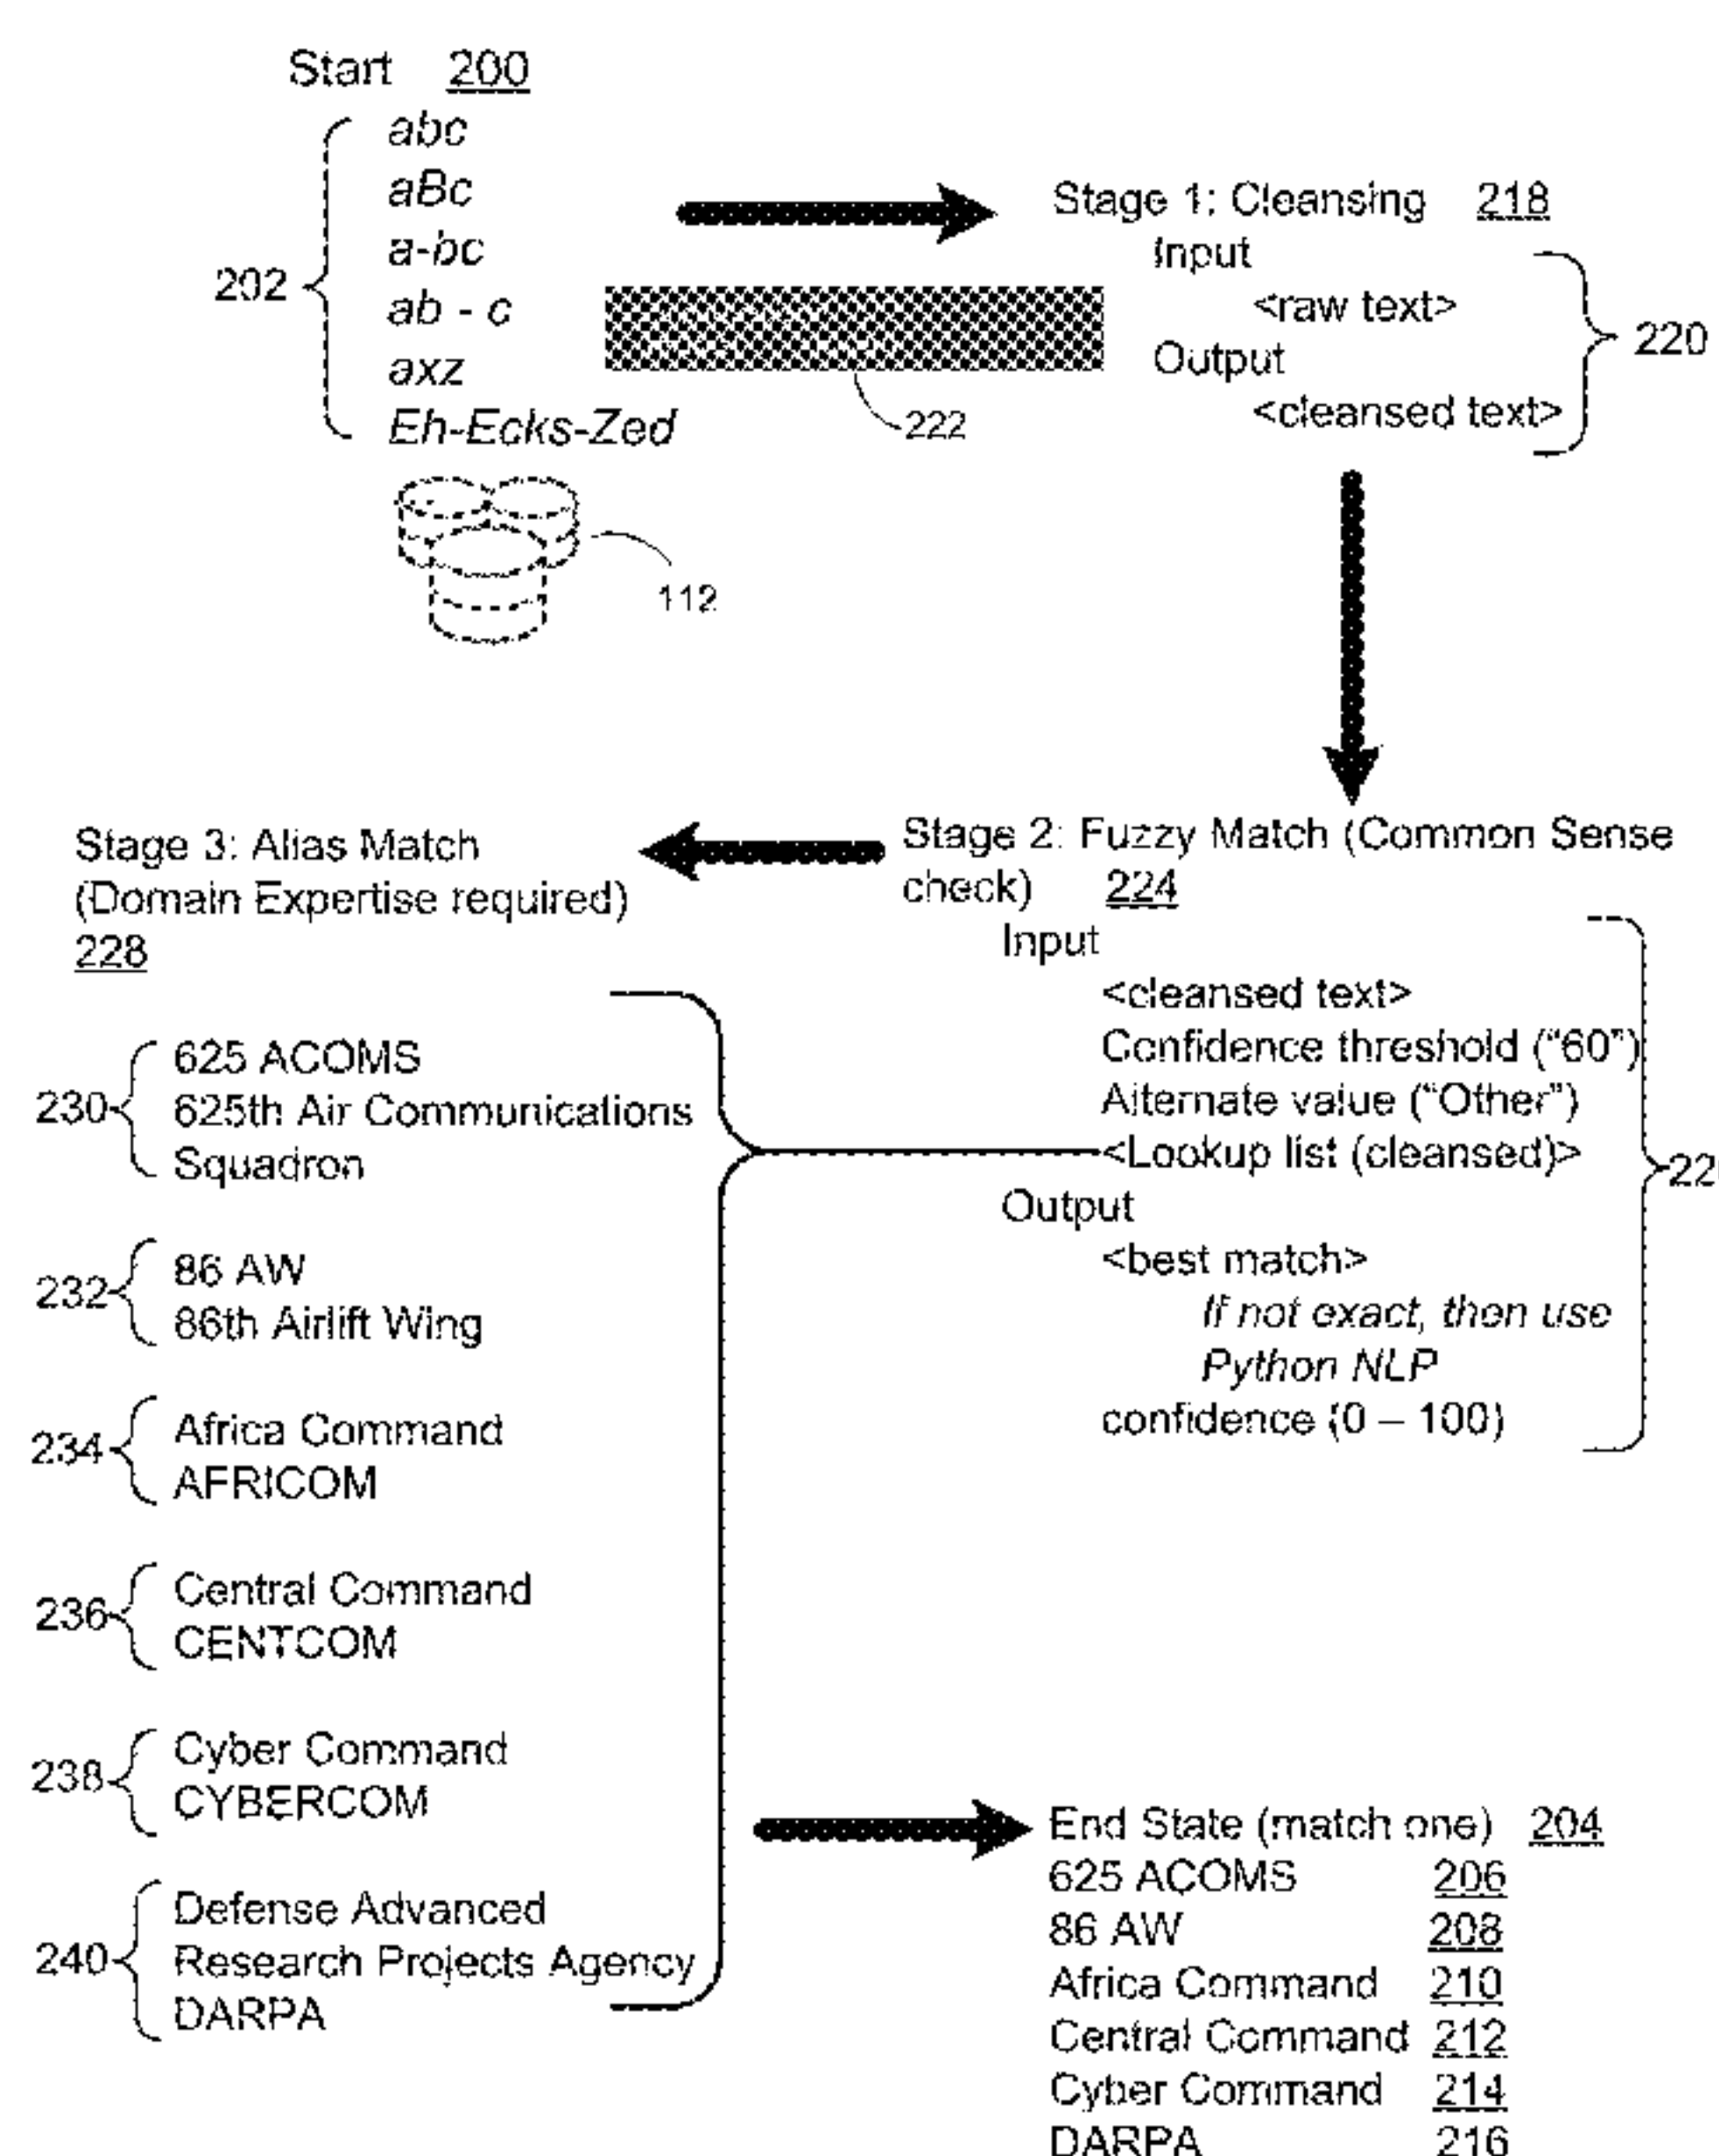 Start 200
abc
aBc
a-bc
ab - c
axz
Eh-Ecks-Zed
202
112
222
Stage 1: Cleansing 218
Input
<raw text>
Output
<cleansed text>
220
Stage 2: Fuzzy Match (Common Sense
check) 224
Input
<cleansed text>
Confidence threshold ("60")
Alternate value ("Other")
<Lookup list (cleansed)>
Output
<best match>
If not exact, then use
Python NLP
confidence (0 – 100)
Stage 3: Alias Match
(Domain Expertise required)
228
230
625 ACOMS
625th Air Communications
Squadron
232
86 AW
86th Airlift Wing
234
Africa Command
AFRICOM
236
Central Command
CENTCOM
238
Cyber Command
CYBERCOM
240
Defense Advanced
Research Projects Agency
DARPA
End State (match one) 204
625 ACOMS 206
86 AW 208
Africa Command 210
Central Command 212
Cyber Command 214
DARPA 216